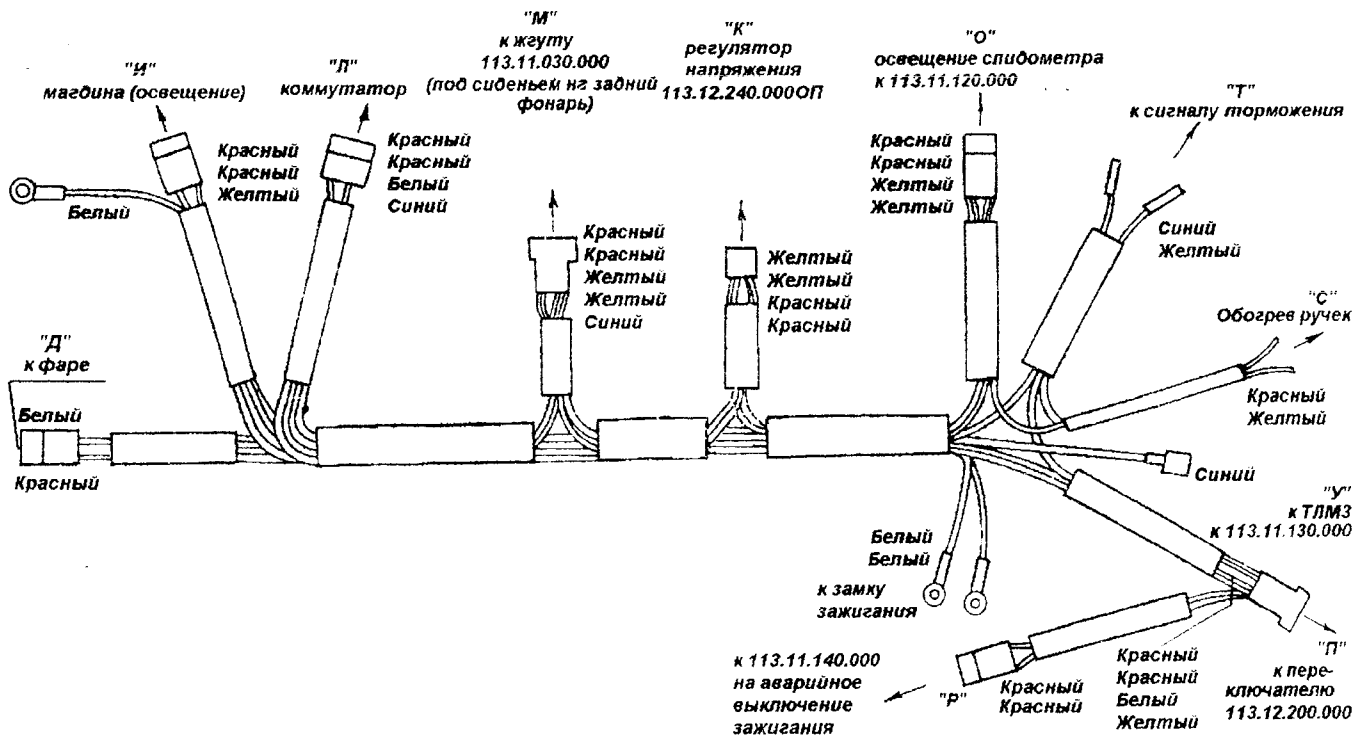 "И"
магдина (освещение)
Красный
Красный
Желтый
Белый
"Л"
коммутатор
Красный
Красный
Белый
Синий
"М"
к жгуту
113.11.030.000
(под сиденьем нг задний
фонарь)
Красный
Красный
Желтый
Желтый
Синий
"К"
регулятор
напряжения
113.12.240.000ОП
Желтый
Желтый
Красный
Красный
"О"
освещение спидометра
к 113.11.120.000
Красный
Красный
Желтый
Желтый
"Т"
к сигналу торможения
Синий
Желтый
"С"
Обогрев ручек
Красный
Желтый
"Д"
к фаре
Белый
Красный
Синий
"У"
к ТЛМЗ
к 113.11.130.000
Белый
Белый
к замку
зажигания
к 113.11.140.000
на аварийное
выключение
зажигания
"Р"
Красный
Красный
Красный
Красный
Белый
Желтый
"П"
к пере-
ключателю
113.12.200.000